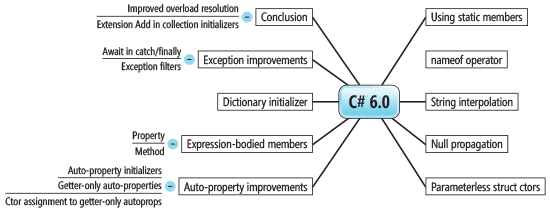 Improved overload resolution
Extension Add in collection initializers
Conclusion
Await in catch/finally
Exception filters
Exception improvements
Dictionary initializer
Property
Method
Expression-bodied members
Auto-property initializers
Getter-only auto-properties
Ctor assignment to getter-only autoprops
Auto-property improvements
C# 6.0
Using static members
nameof operator
String interpolation
Null propagation
Parameterless struct ctors